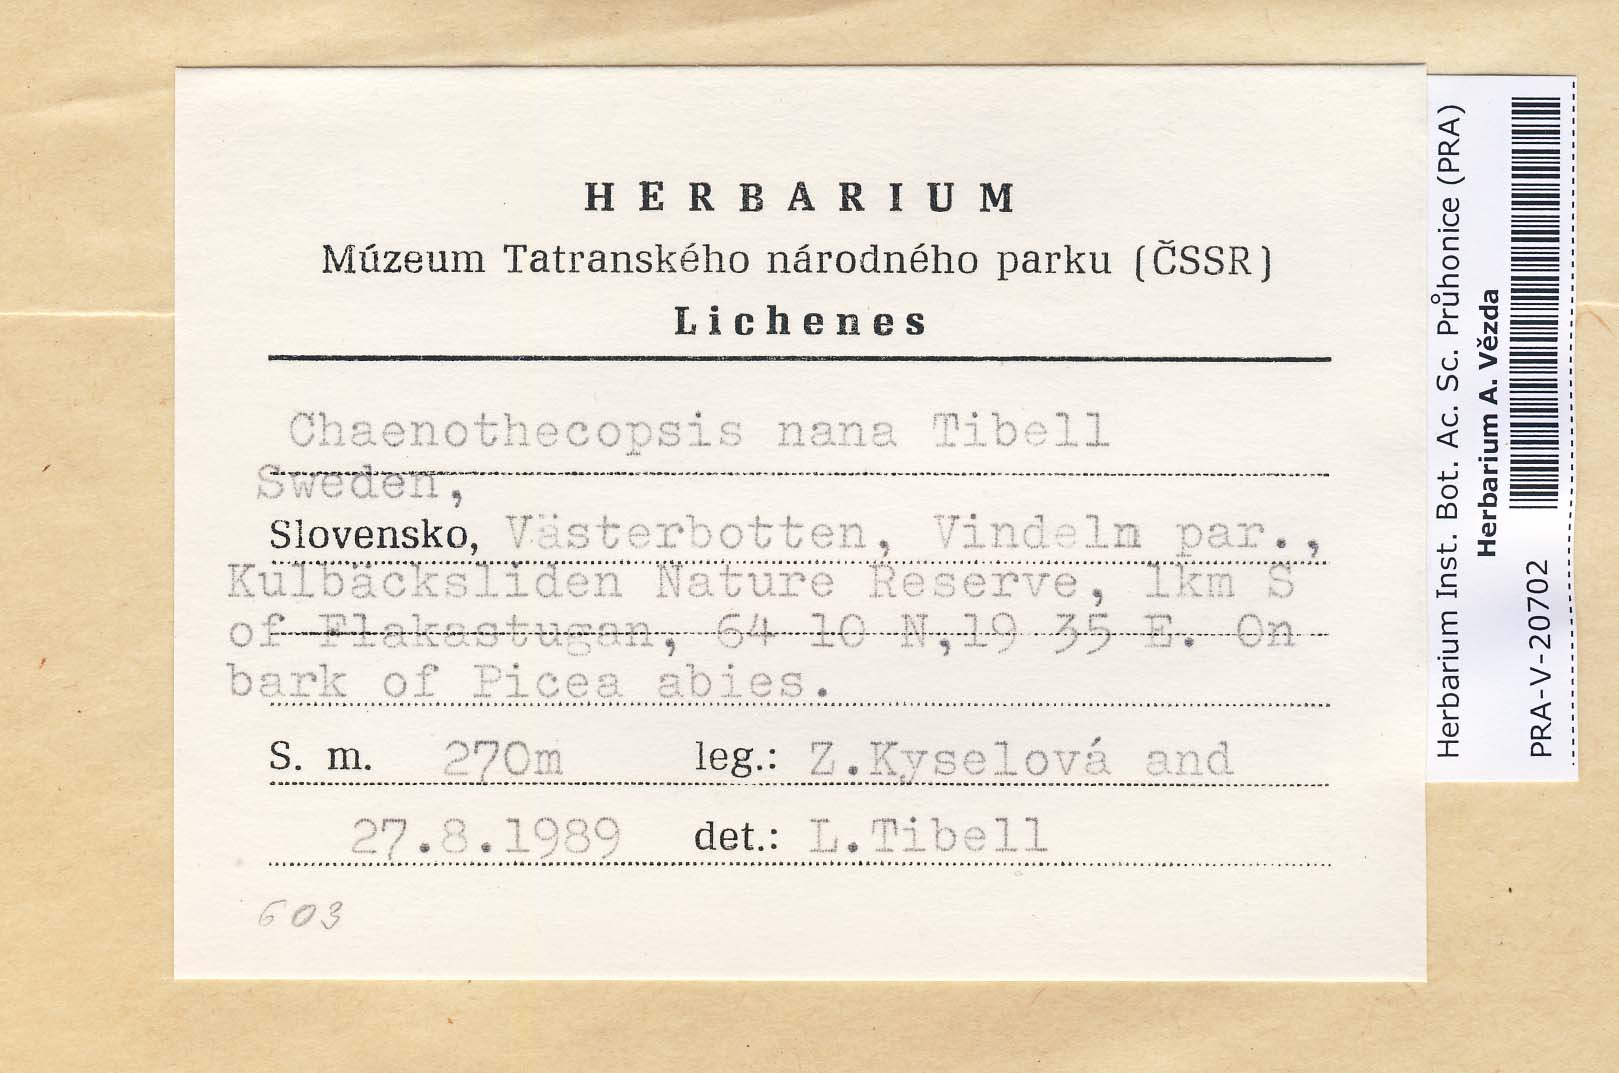 HERBARIUM
Múzeum Tatranského národného parku (ČSSR)
Lichenes
Chaenothecopsis nana Tibell
Sweden,
Slovensko, Västerbotten, Vindeln par.,
Kulbäcksliden Nature Reserve, 1km S
of Flakastugan, 64 10 N,19 35 E. On
bark of Picea abies.
S. m. 270m leg.: Z.Kyselová and
27.8.1989 det.: L.Tibell
603
Herbarium Inst. Bot. Ac. Sc. Průhonice (PRA)
Herbarium A. Vězda
PRA-V-20702